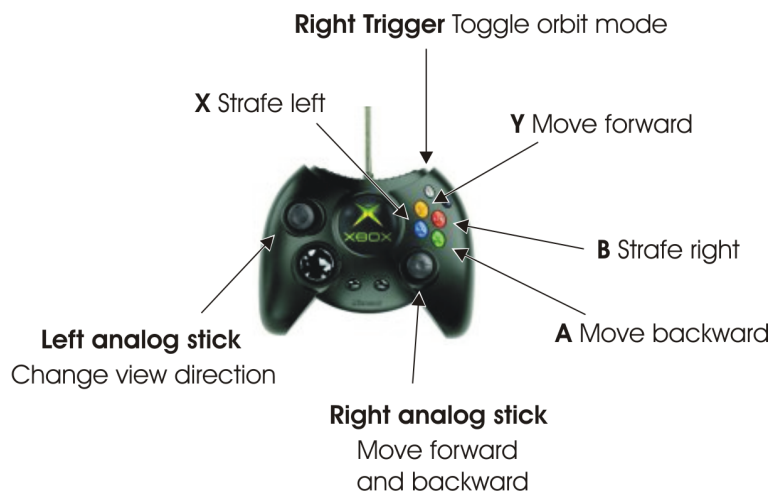 Right Trigger Toggle orbit mode
X Strafe left
Y Move forward
XBOX
B Strafe right
A Move backward
Left analog stick
Change view direction
Right analog stick
Move forward
and backward